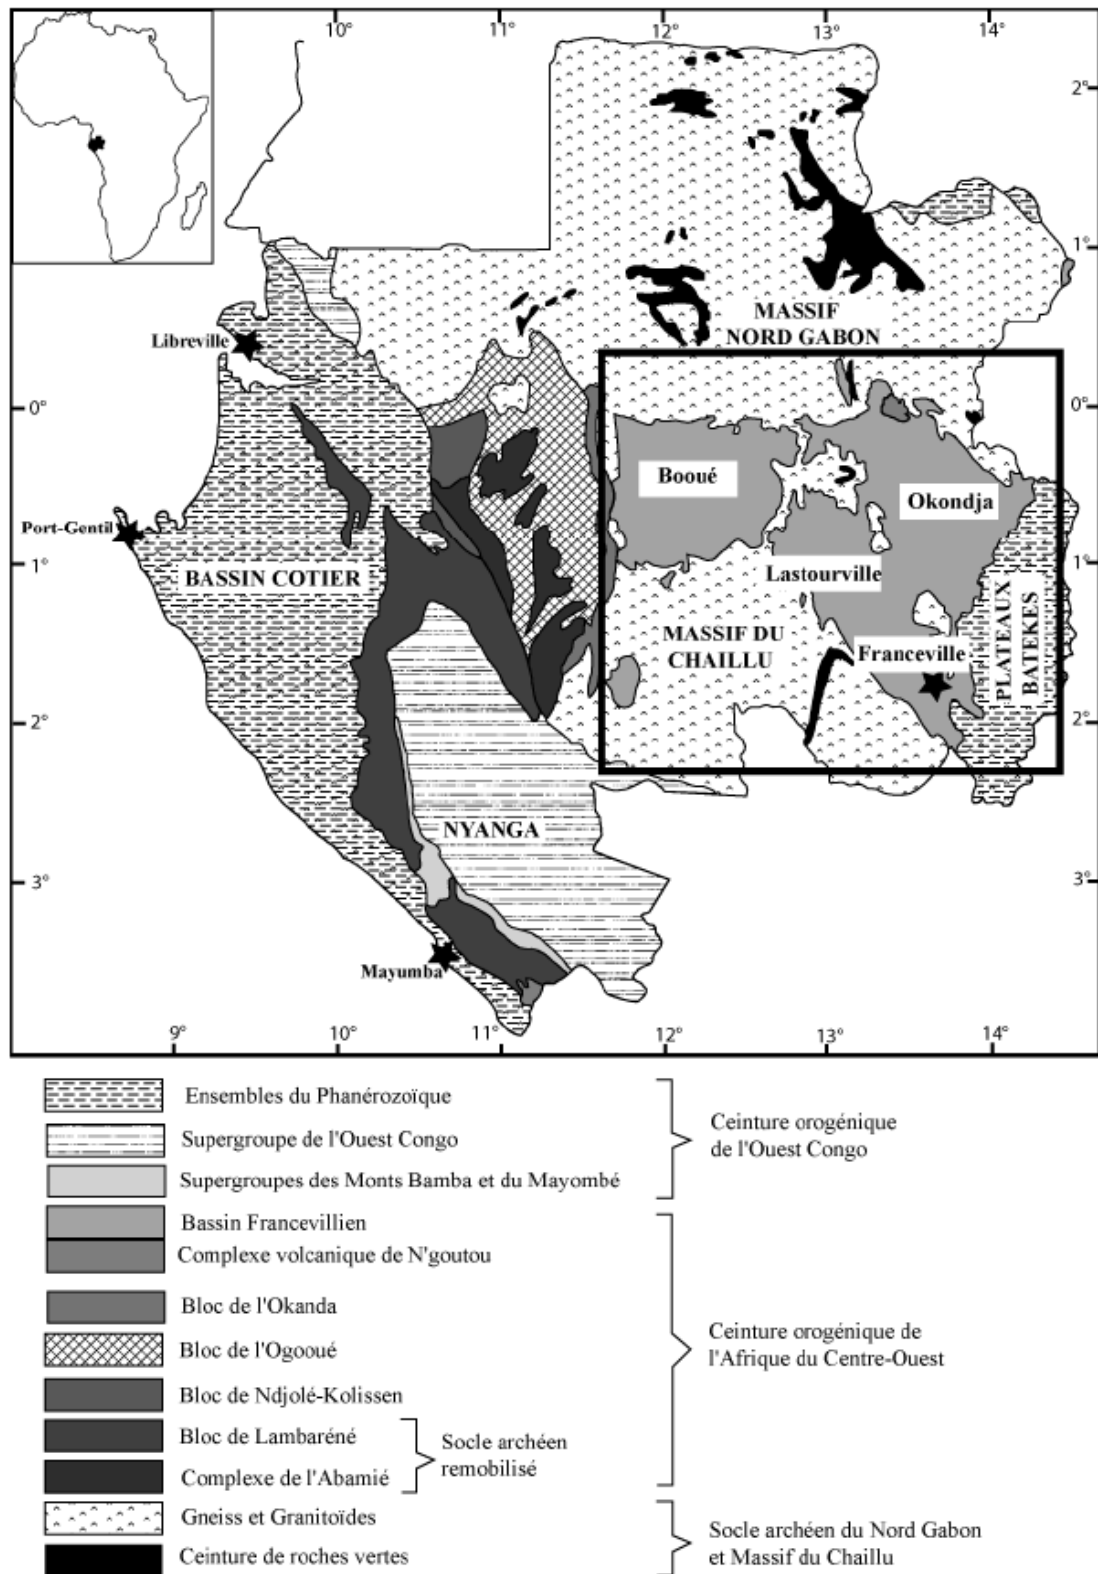 10°
11°
12°
13°
14°
2°
1°
MASSIF
NORD GABON
Libreville
0°
0°
Booué
Okondja
Port-Gentil
1°
BASSIN COTIER
Lastourville
1°
MASSIF DU
CHAILLU
Franceville
PLATEAUX
BATEKES
2°
2°
NYANGA
3°
3°
Mayumba
9°
10°
11°
12°
13°
14°
Ensembles du Phanérozoïque
Supergroupe de l'Ouest Congo
Supergroupes des Monts Bamba et du Mayombé
Ceinture orogénique
de l'Ouest Congo
Bassin Francevillien
Complexe volcanique de N'goutou
Bloc de l'Okanda
Bloc de l'Ogooué
Bloc de Ndjolé-Kolissen
Bloc de Lambaréné
Complexe de l'Abamié
Socle archéen
remobilisé
Ceinture orogénique de
l'Afrique du Centre-Ouest
Gneiss et Granitoïdes
Ceinture de roches vertes
Socle archéen du Nord Gabon
et Massif du Chaillu